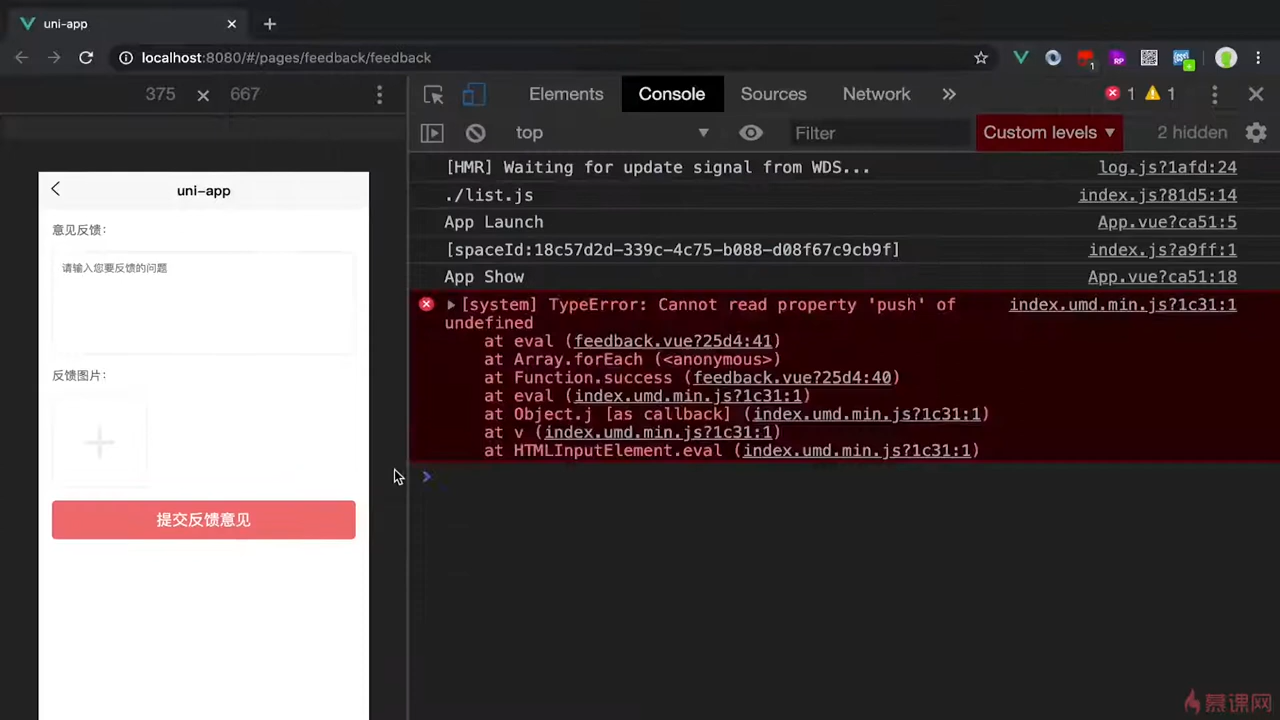 uni-app
localhost:8080/#/pages/feedback/feedback
1
375 × 667
Elements Console Sources Network » 1 1
top Filter Custom levels ▼ 2 hidden
uni-app
意见反馈：
请输入您要反馈的问题
反馈图片：
提交反馈意见
[HMR] Waiting for update signal from WDS... log.js?1afd:24
./list.js index.js?81d5:14
App Launch App.vue?ca51:5
[spaceId:18c57d2d-339c-4c75-b088-d08f67c9cb9f] index.js?a9ff:1
App Show App.vue?ca51:18
[system] TypeError: Cannot read property 'push' of index.umd.min.js?1c31:1
undefined
at eval (feedback.vue?25d4:41)
at Array.forEach (<anonymous>)
at Function.success (feedback.vue?25d4:40)
at eval (index.umd.min.js?1c31:1)
at Object.j [as callback] (index.umd.min.js?1c31:1)
at v (index.umd.min.js?1c31:1)
at HTMLInputElement.eval (index.umd.min.js?1c31:1)
慕课网